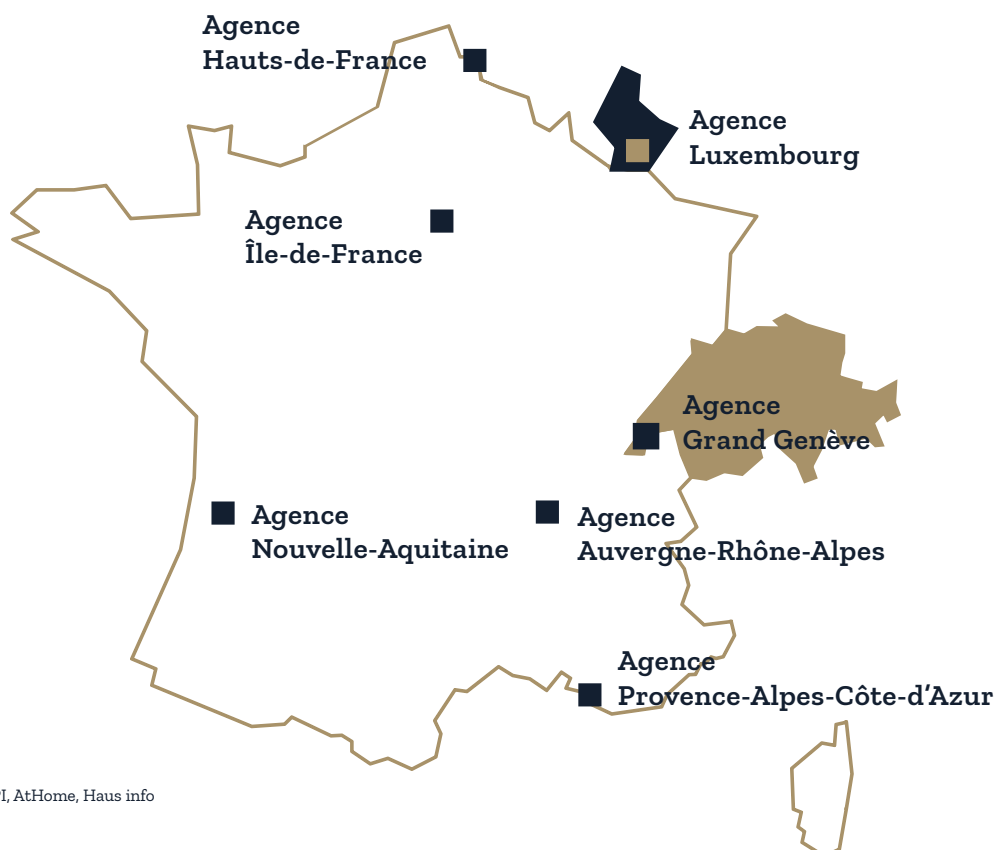 Agence
Hauts-de-France
Agence
Luxembourg
Agence
Île-de-France
Agence
Grand Genève
Agence
Nouvelle-Aquitaine
Agence
Auvergne-Rhône-Alpes
Agence
Provence-Alpes-Côte-d’Azur
I, AtHome, Haus info